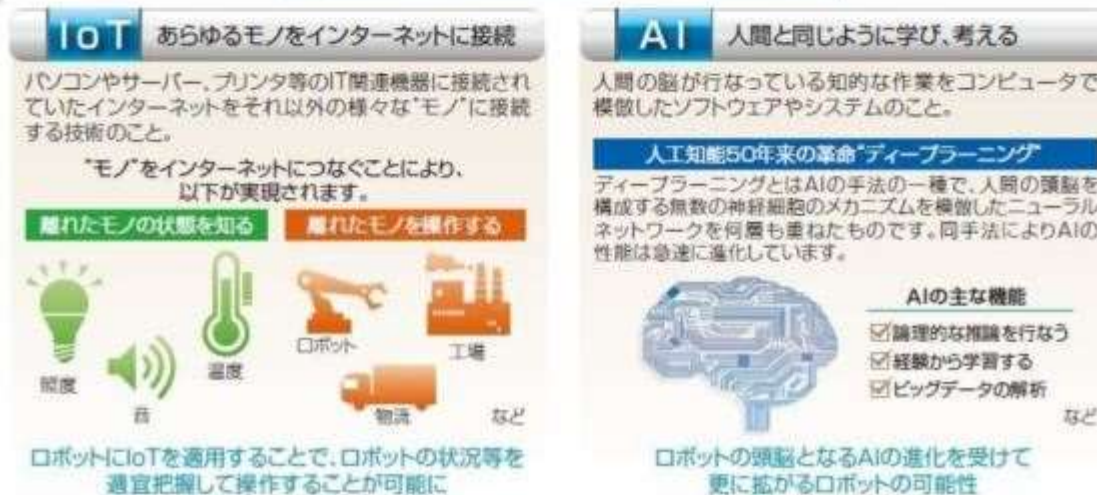 IoT あらゆるモノをインターネットに接続
パソコンやサーバー、プリンタ等のIT関連機器に接続され
ていたインターネットをそれ以外の様々な“モノ”に接続
する技術のこと。
“モノ”をインターネットにつなぐことにより、
以下が実現されます。
離れたモノの状態を知る
離れたモノを操作する
照度
音
温度
ロボット
工場
物流
など
ロボットにIoTを適用することで、ロボットの状況等を
適宜把握して操作することが可能に
AI 人間と同じように学び、考える
人間の脳が行なっている知的な作業をコンピュータで
模倣したソフトウェアやシステムのこと。
人工知能50年来の革命“ディープラーニング”
ディープラーニングとはAIの手法の一種で、人間の頭脳を
構成する無数の神経細胞のメカニズムを模倣したニューラル
ネットワークを何層も重ねたものです。同手法によりAIの
性能は急速に進化しています。
AIの主な機能
論理的な推論を行なう
経験から学習する
ビッグデータの解析
など
ロボットの頭脳となるAIの進化を受けて
更に拡がるロボットの可能性